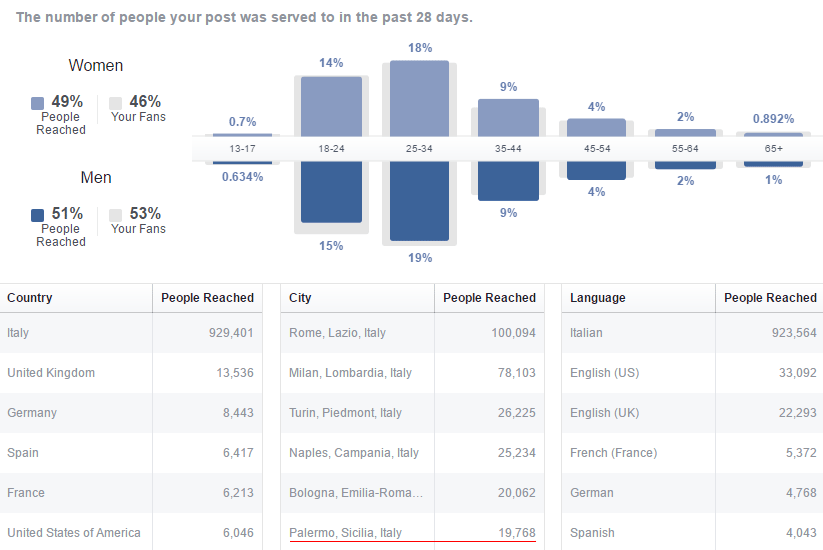 The number of people your post was served to in the past 28 days.
Women
49% 46%
People Reached Your Fans
Men
51% 53%
People Reached Your Fans
0.7% 14% 18% 9% 4% 2% 0.892%
13-17 18-24 25-34 35-44 45-54 55-64 65+
0.634% 15% 19% 9% 4% 2% 1%
Country People Reached
Italy 929,401
United Kingdom 13,536
Germany 8,443
Spain 6,417
France 6,213
United States of America 6,046
City People Reached
Rome, Lazio, Italy 100,094
Milan, Lombardia, Italy 78,103
Turin, Piedmont, Italy 26,225
Naples, Campania, Italy 25,234
Bologna, Emilia-Roma... 20,062
Palermo, Sicilia, Italy 19,768
Language People Reached
Italian 923,564
English (US) 33,092
English (UK) 22,293
French (France) 5,372
German 4,768
Spanish 4,043